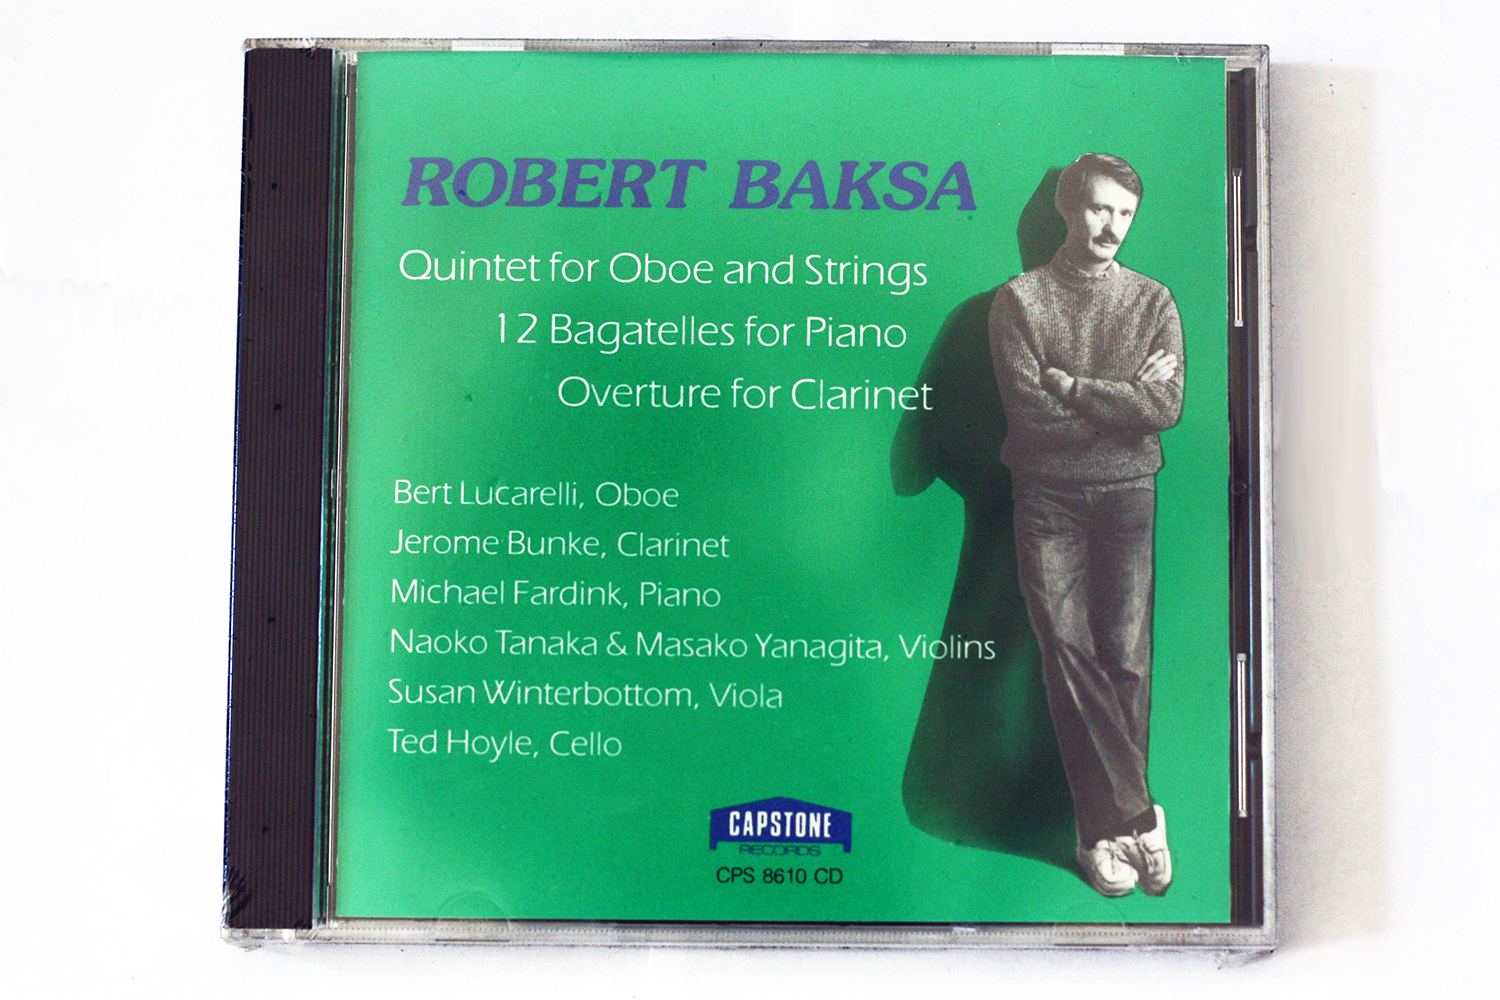 ROBERT BAKSA
Quintet for Oboe and Strings
12 Bagatelles for Piano
Overture for Clarinet
Bert Lucarelli, Oboe
Jerome Bunke, Clarinet
Michael Fardink, Piano
Naoko Tanaka & Masako Yanagita, Violins
Susan Winterbottom, Viola
Ted Hoyle, Cello
CAPSTONE
RECORDS
CPS 8610 CD